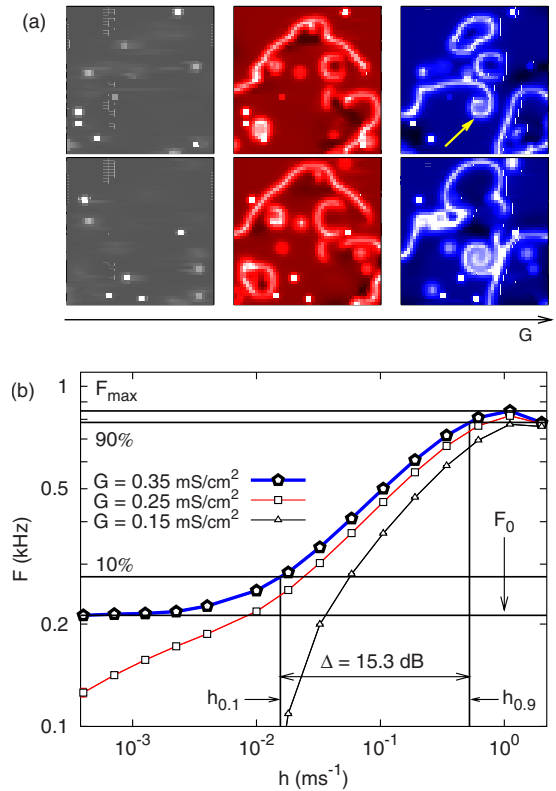 (a)
G
(b)
1
F_max
90%
G = 0.35 mS/cm²
G = 0.25 mS/cm²
G = 0.15 mS/cm²
0.5
F_0
F (kHz)
10%
0.2
Δ = 15.3 dB
h_0.1
h_0.9
0.1
10⁻³ 10⁻² 10⁻¹ 10⁰
h (ms⁻¹)